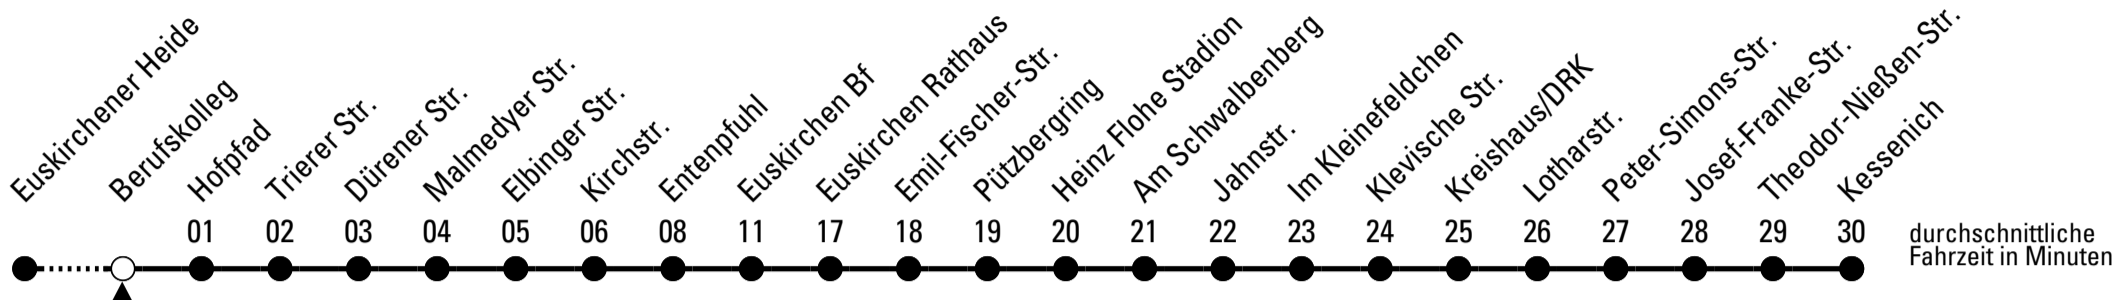 Euskirchener Heide
Berufskolleg
Hofpfad
Trierer Str.
Dürener Str.
Malmedyer Str.
Elbinger Str.
Kirchstr.
Entenpfuhl
Euskirchen Bf
Euskirchen Rathaus
Emil-Fischer-Str.
Pützbergring
Heinz Flohe Stadion
Am Schwalbenberg
Jahnstr.
Im Kleinefeldchen
Klevische Str.
Kreishaus/DRK
Lotharstr.
Peter-Simons-Str.
Josef-Franke-Str.
Theodor-Nießen-Str.
Kessenich
01 02 03 04 05 06 08 11 17 18 19 20 21 22 23 24 25 26 27 28 29 30
durchschnittliche
Fahrzeit in Minuten